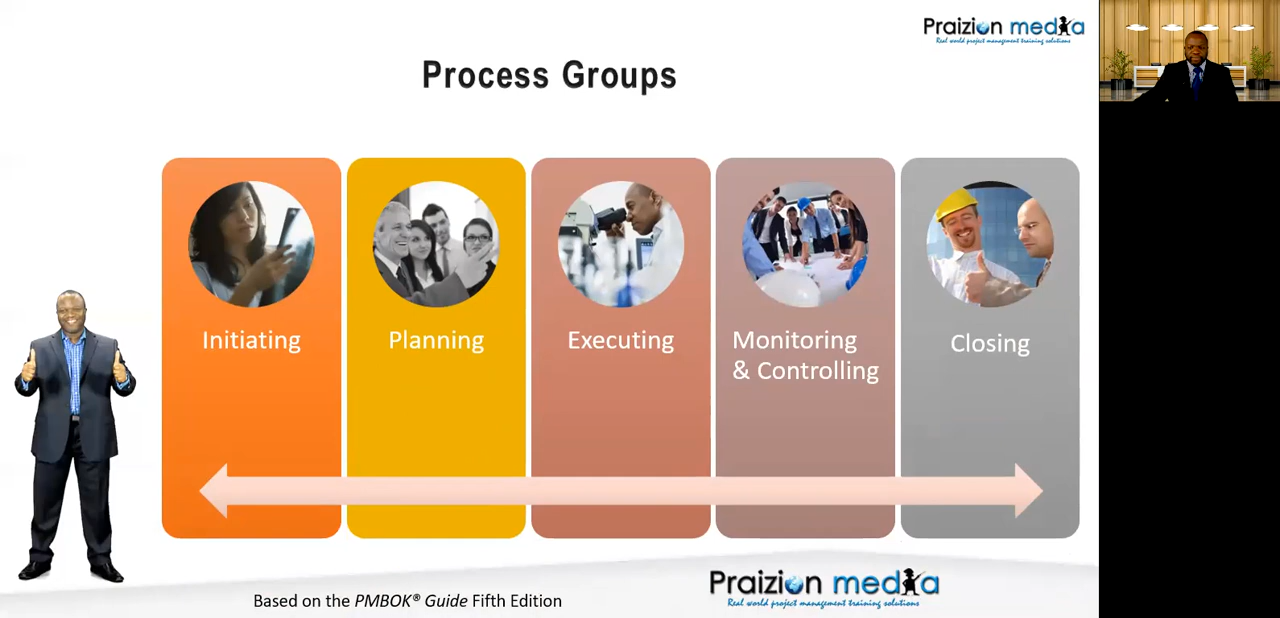 Praizion media
Real world project management training solutions
Process Groups
Initiating
Planning
Executing
Monitoring
& Controlling
Closing
Based on the PMBOK® Guide Fifth Edition
Praizion media
Real world project management training solutions